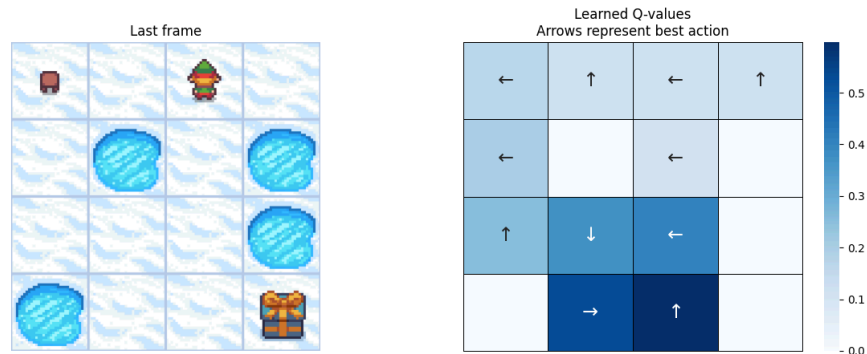 Last frame
Learned Q-values
Arrows represent best action
← ↑ ← ↑
← ←
↑ ↓ ←
→ ↑
0.5
0.4
0.3
0.2
0.1
0.0